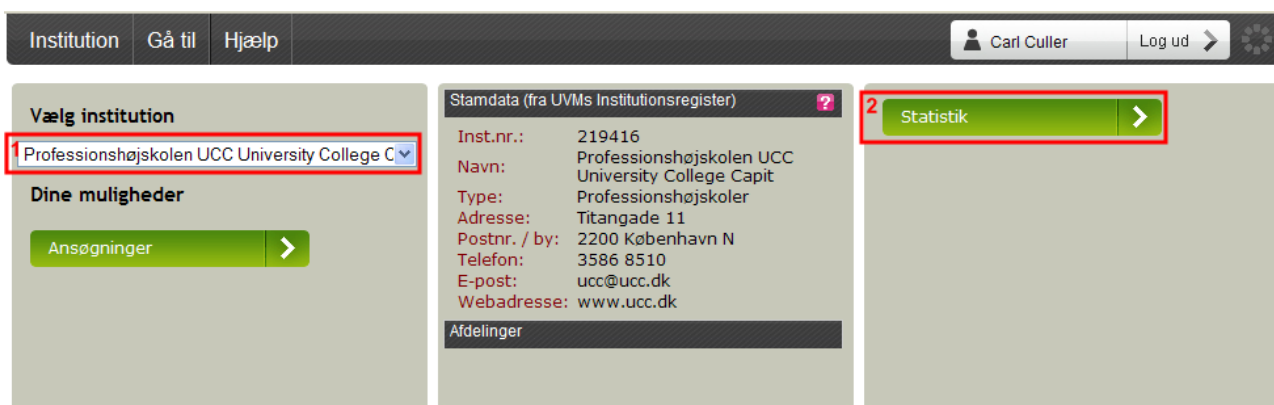 Institution Gå til Hjælp Carl Culler Log ud
Vælg institution
1 Professionshøjskolen UCC University College C
Dine muligheder
Ansøgninger
Stamdata (fra UVMs Institutionsregister) ?
Inst.nr.: 219416
Navn: Professionshøjskolen UCC
University College Capit
Type: Professionshøjskoler
Adresse: Titangade 11
Postnr. / by: 2200 København N
Telefon: 3586 8510
E-post: ucc@ucc.dk
Webadresse: www.ucc.dk
Afdelinger
2 Statistik